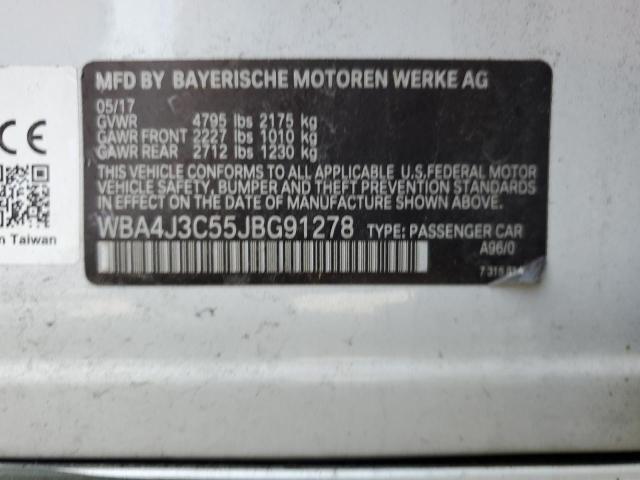 MFD BY BAYERISCHE MOTOREN WERKE AG
05/17
GVWR 4795 lbs 2175 kg
GAWR FRONT 2227 lbs 1010 kg
GAWR REAR 2712 lbs 1230 kg
THIS VEHICLE CONFORMS TO ALL APPLICABLE U.S.FEDERAL MOTOR
VEHICLE SAFETY, BUMPER AND THEFT PREVENTION STANDARDS
IN EFFECT ON THE DATE OF MANUFACTURE SHOWN ABOVE.
WBA4J3C55JBG91278 TYPE: PASSENGER CAR
A96/0
CE
n Taiwan